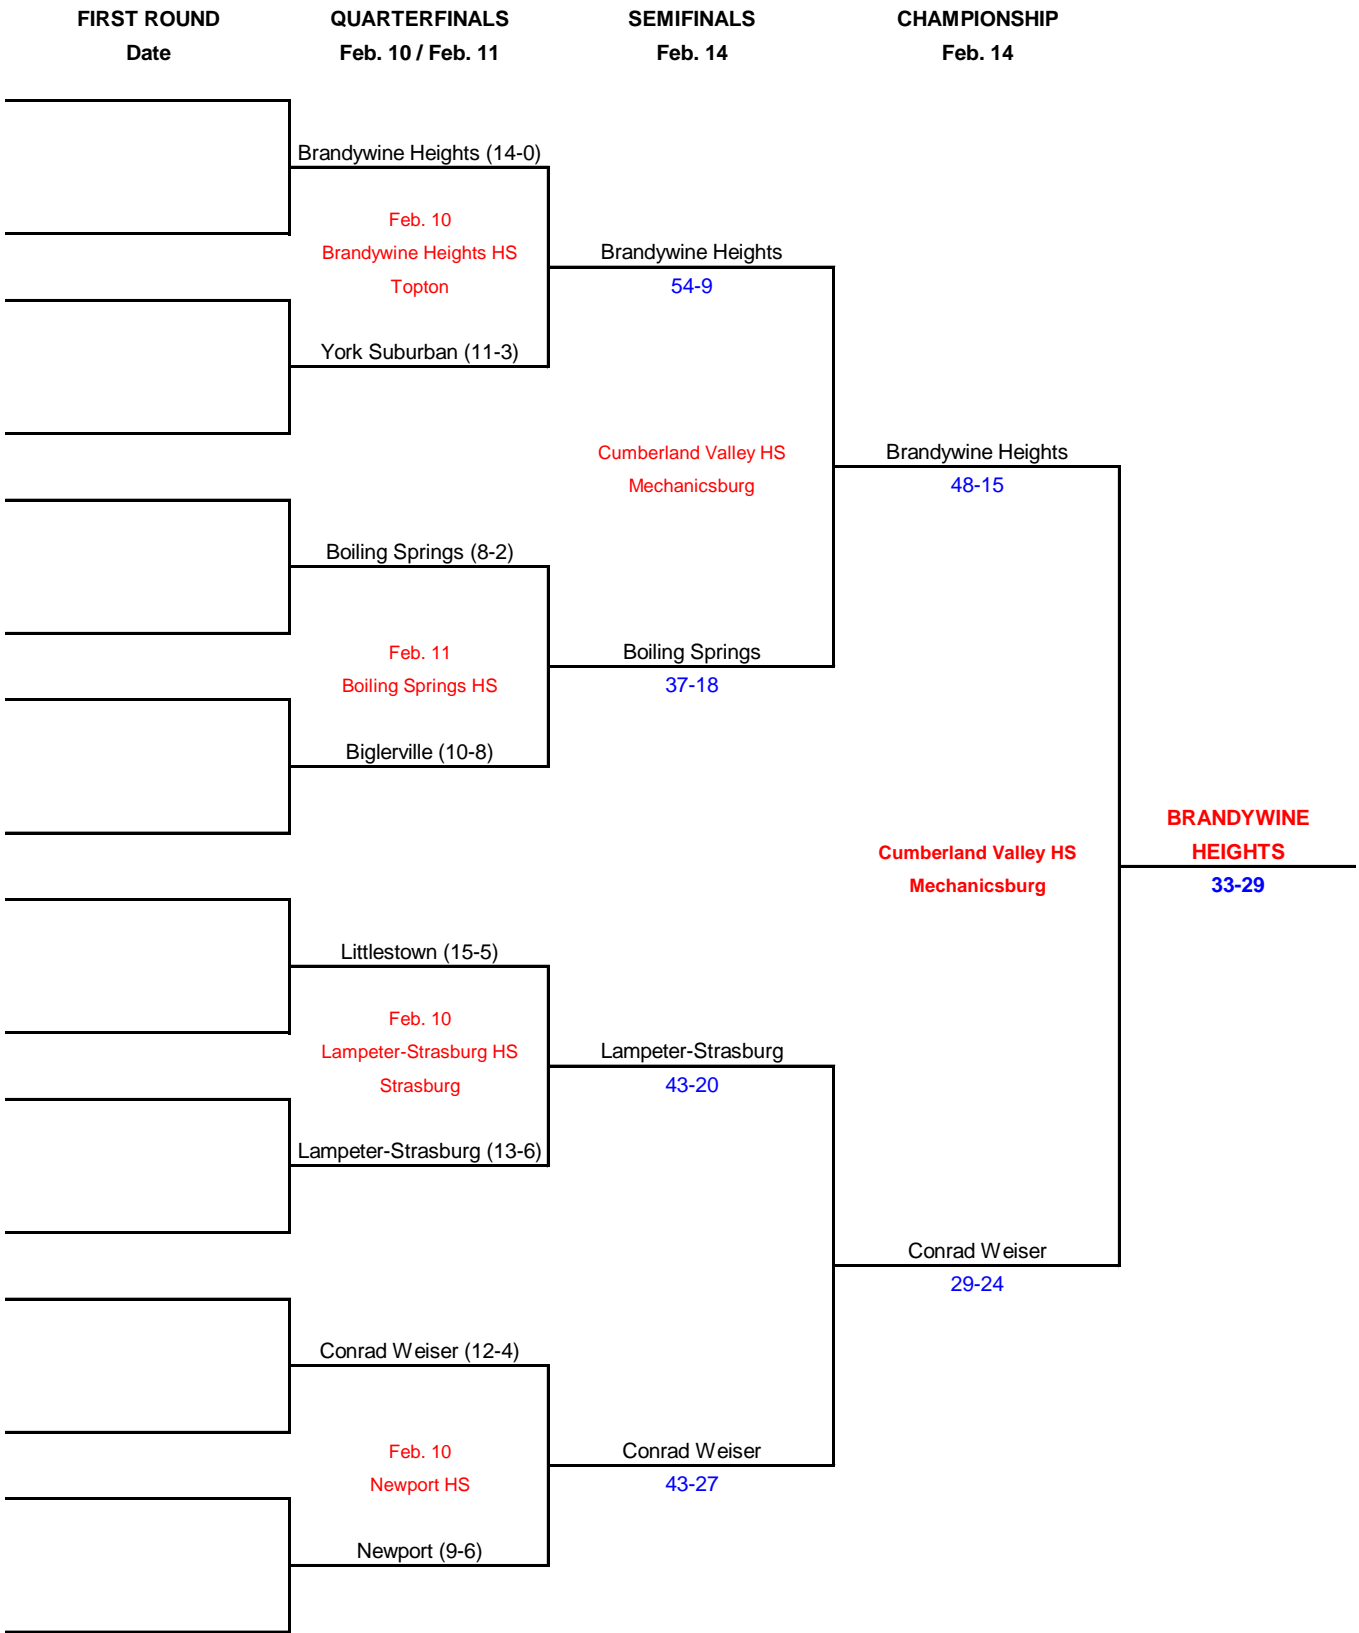 FIRST ROUND
Date
QUARTERFINALS
Feb. 10 / Feb. 11
SEMIFINALS
Feb. 14
CHAMPIONSHIP
Feb. 14
Brandywine Heights (14-0)
Feb. 10
Brandywine Heights HS
Topton
York Suburban (11-3)
Boiling Springs (8-2)
Feb. 11
Boiling Springs HS
Biglerville (10-8)
Littlestown (15-5)
Feb. 10
Lampeter-Strasburg HS
Strasburg
Lampeter-Strasburg (13-6)
Conrad Weiser (12-4)
Feb. 10
Newport HS
Newport (9-6)
Brandywine Heights
54-9
Cumberland Valley HS
Mechanicsburg
Boiling Springs
37-18
Lampeter-Strasburg
43-20
Conrad Weiser
43-27
Brandywine Heights
48-15
Cumberland Valley HS
Mechanicsburg
Conrad Weiser
29-24
BRANDYWINE
HEIGHTS
33-29